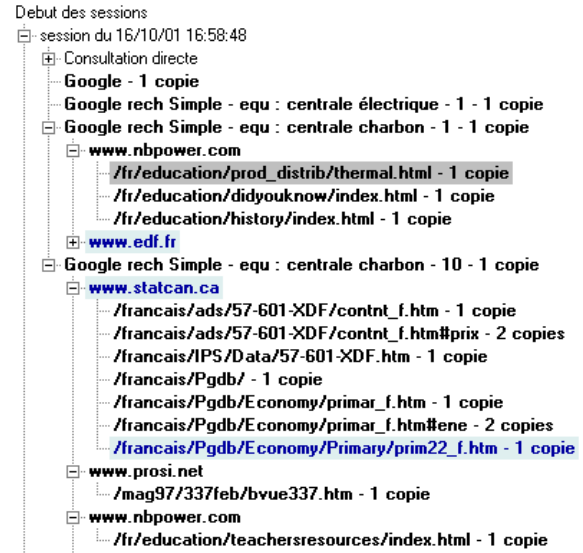 Debut des sessions
session du 16/10/01 16:58:48
Consultation directe
Google - 1 copie
Google rech Simple - equ : centrale électrique - 1 - 1 copie
Google rech Simple - equ : centrale charbon - 1 - 1 copie
www.nbpower.com
/fr/education/prod_distrib/thermal.html - 1 copie
/fr/education/didyouknow/index.html - 1 copie
/fr/education/history/index.html - 1 copie
www.edf.fr
Google rech Simple - equ : centrale charbon - 10 - 1 copie
www.statcan.ca
/francais/ads/57-601-XDF/contnt_f.htm - 1 copie
/francais/ads/57-601-XDF/contnt_f.htm#prix - 2 copies
/francais/IPS/Data/57-601-XDF.htm - 1 copie
/francais/Pgdb/ - 1 copie
/francais/Pgdb/Economy/primar_f.htm - 1 copie
/francais/Pgdb/Economy/primar_f.htm#ene - 2 copies
/francais/Pgdb/Economy/Primary/prim22_f.htm - 1 copie
www.prosi.net
/mag97/337feb/bvue337.htm - 1 copie
www.nbpower.com
/fr/education/teachersresources/index.html - 1 copie